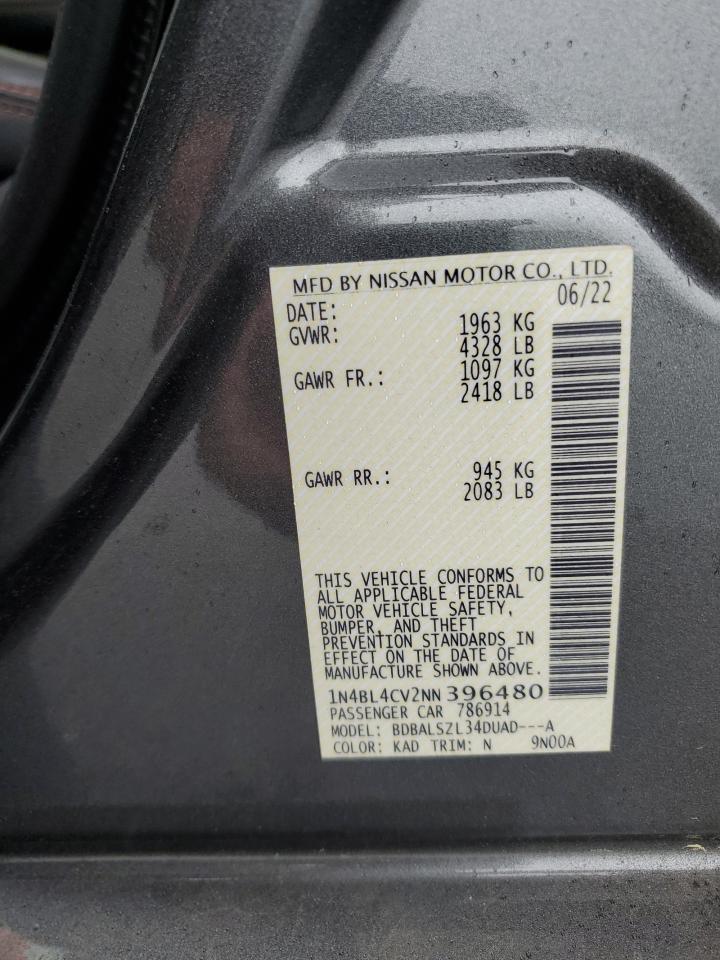 MFD BY NISSAN MOTOR CO., LTD.
DATE: 06/22
GVWR: 1963 KG
4328 LB
GAWR FR.: 1097 KG
2418 LB
GAWR RR.: 945 KG
2083 LB
THIS VEHICLE CONFORMS TO
ALL APPLICABLE FEDERAL
MOTOR VEHICLE SAFETY,
BUMPER, AND THEFT
PREVENTION STANDARDS IN
EFFECT ON THE DATE OF
MANUFACTURE SHOWN ABOVE.
1N4BL4CV2NN396480
PASSENGER CAR 786914
MODEL: BDBALSZL34DUAD---A
COLOR: KAD TRIM: N 9N00A